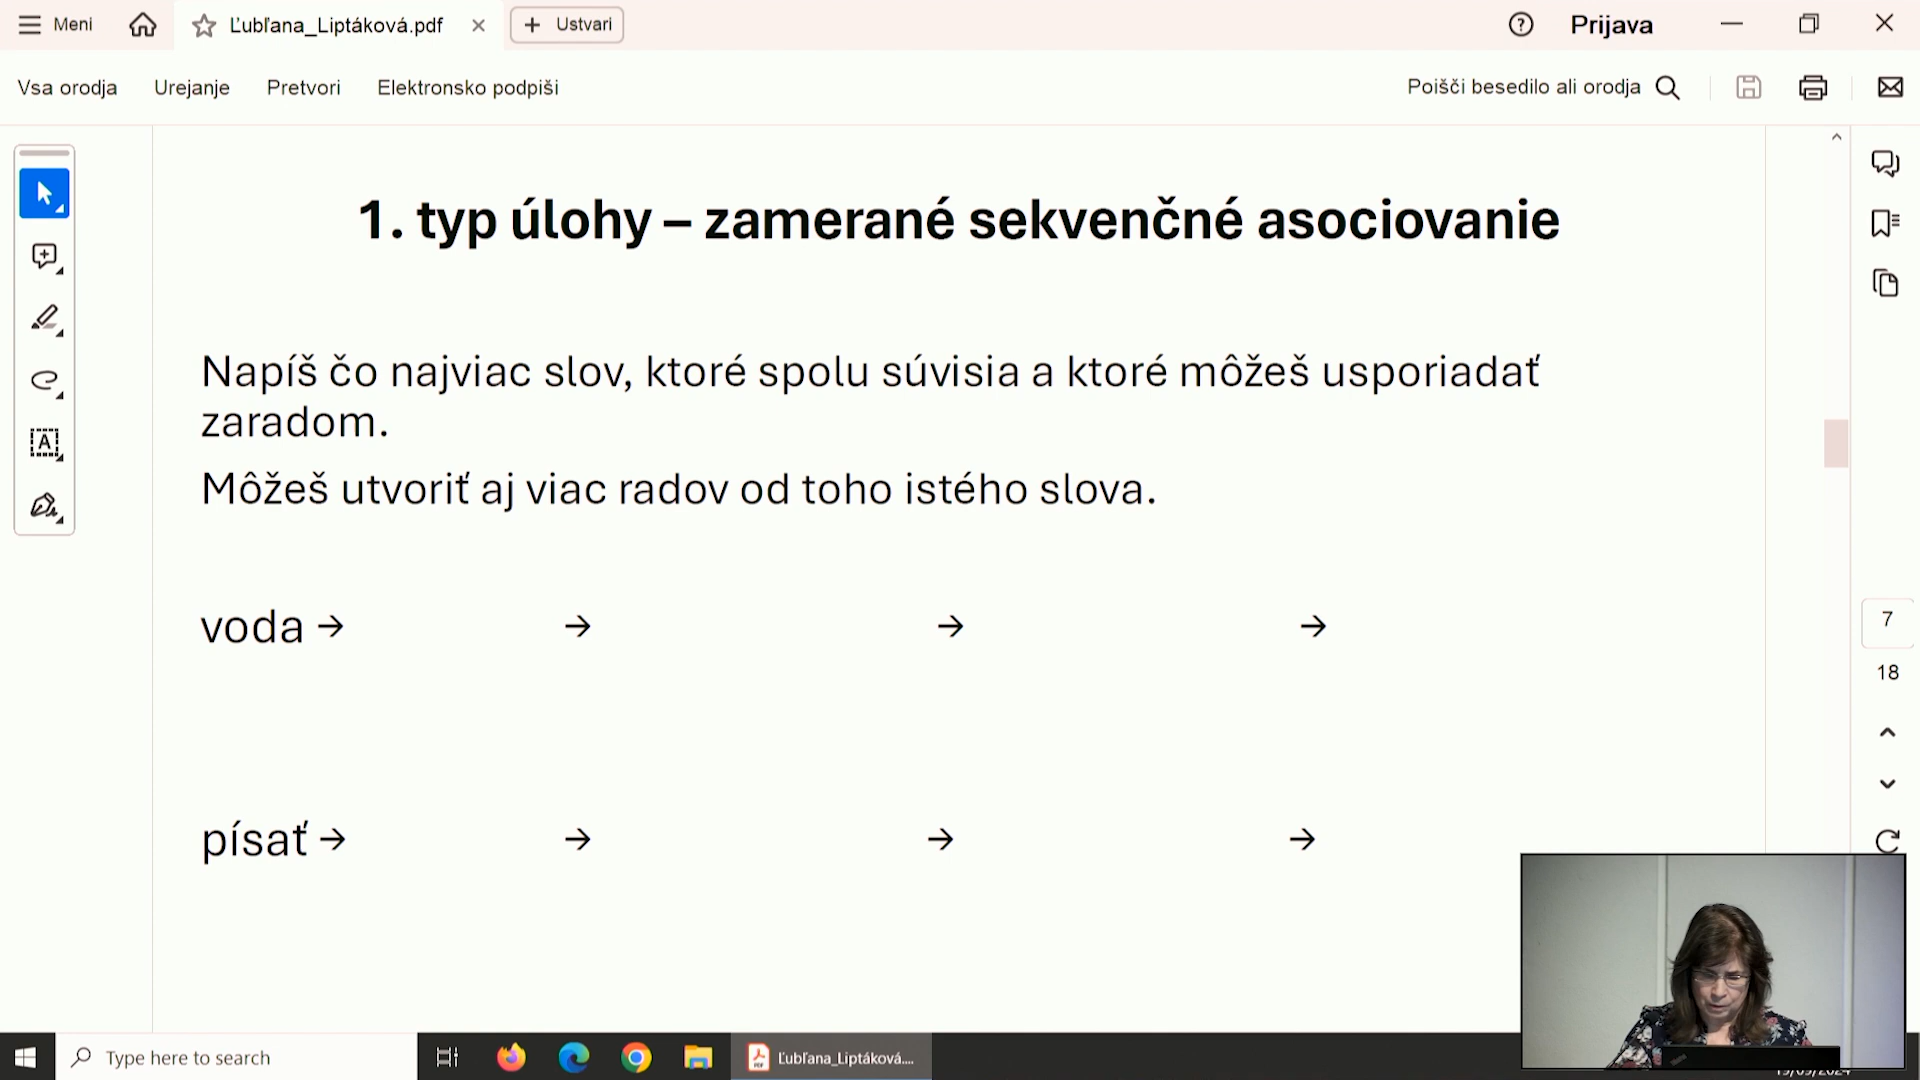 Meni
Ľubľana_Liptáková.pdf
Ustvari
Prijava
Vsa orodja
Urejanje
Pretvori
Elektronsko podpiši
Poišči besedilo ali orodja
1. typ úlohy – zamerané sekvenčné asociovanie
Napíš čo najviac slov, ktoré spolu súvisia a ktoré môžeš usporiadať
zaradom.
Môžeš utvoriť aj viac radov od toho istého slova.
voda → → → →
písať → → → →
7
18
Type here to search
Ľubľana_Liptáková....